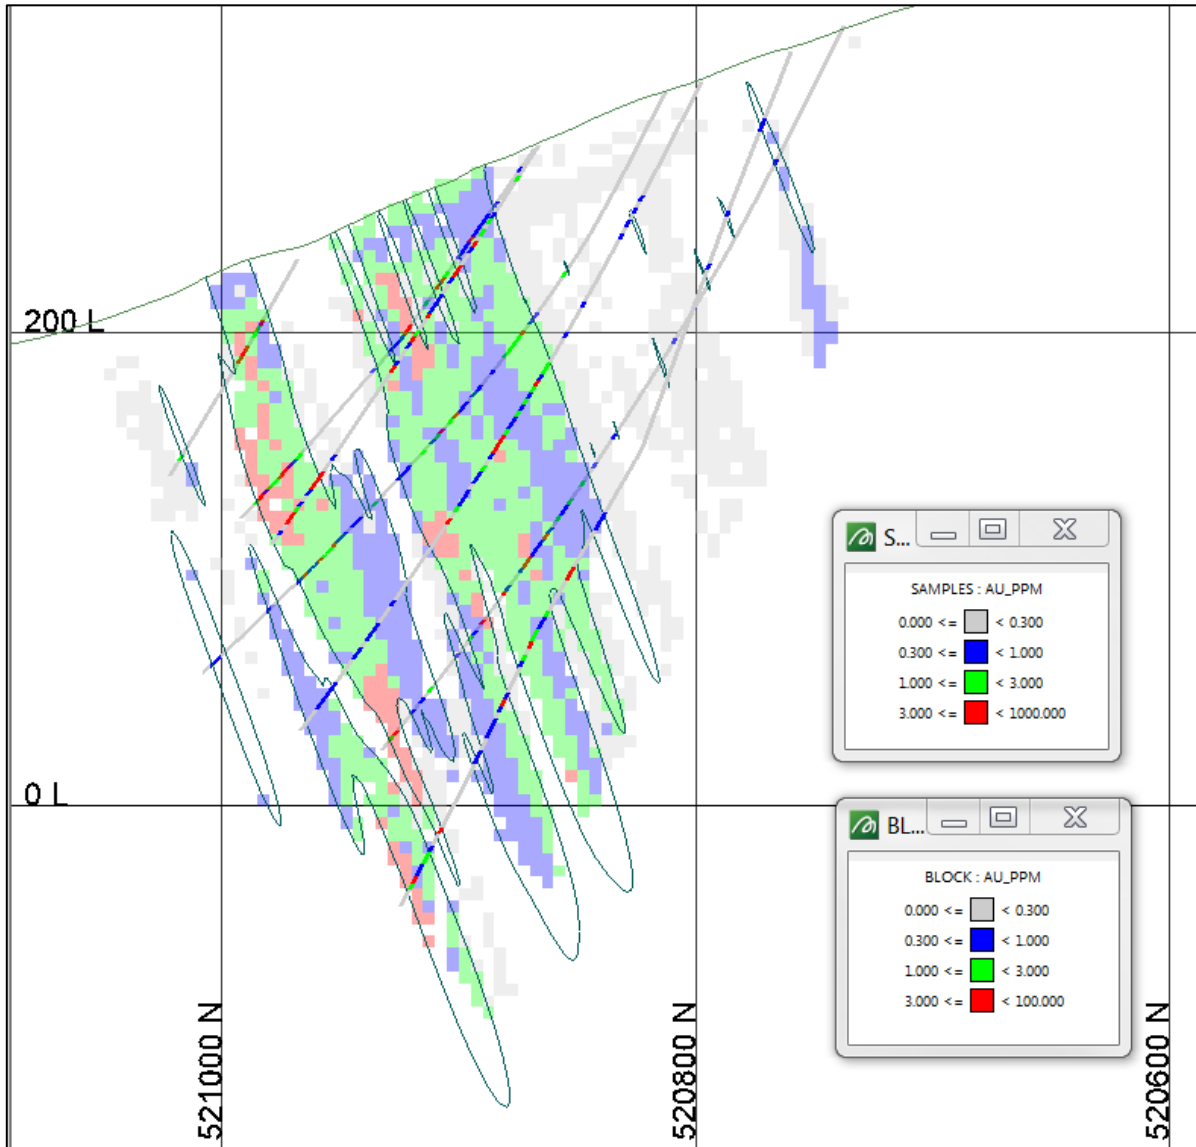 200 L
S...
SAMPLES : AU_PPM
0.000 <= < 0.300
0.300 <= < 1.000
1.000 <= < 3.000
3.000 <= < 1000.000
0 L
BL...
BLOCK : AU_PPM
0.000 <= < 0.300
0.300 <= < 1.000
1.000 <= < 3.000
3.000 <= < 100.000
521000 N
520800 N
520600 N